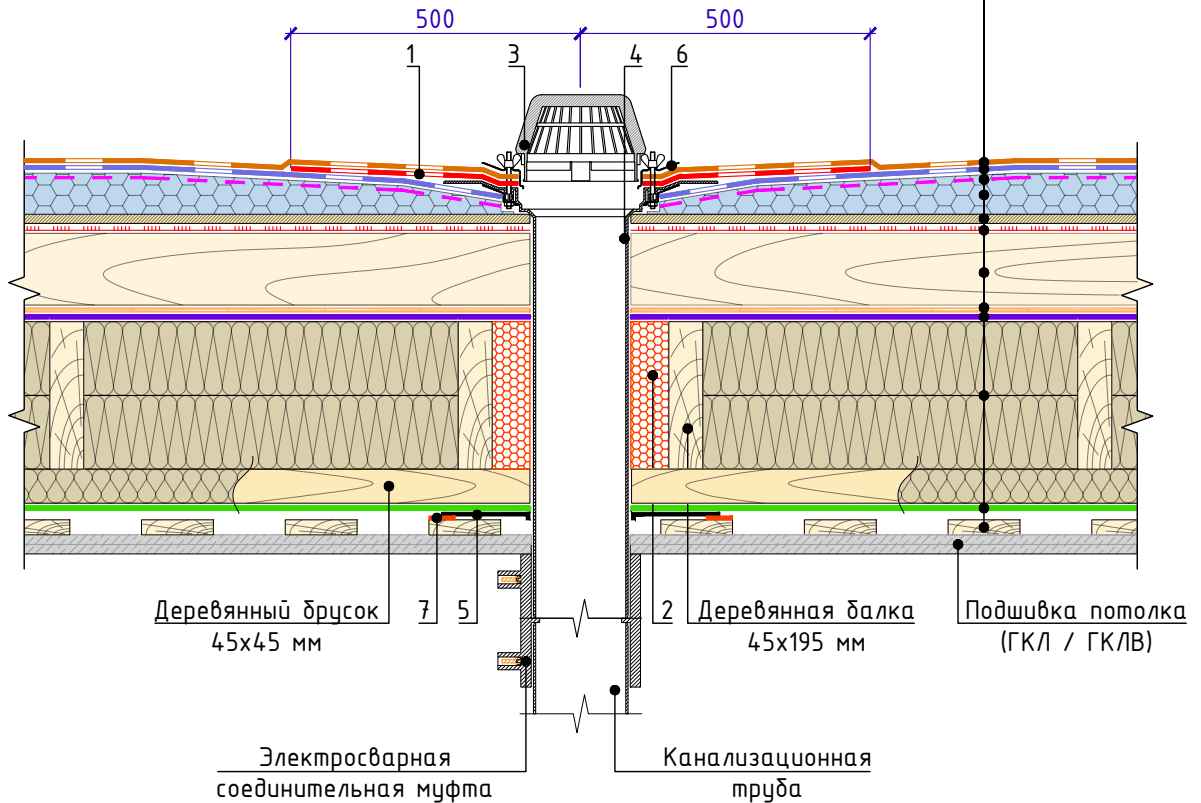 500
500
1
3
4
6
Деревянный брусок
45х45 мм
7
5
2
Деревянная балка
45х195 мм
Подшивка потолка
(ГКЛ / ГКЛВ)
Электросварная
соединительная муфта
Канализационная
труба